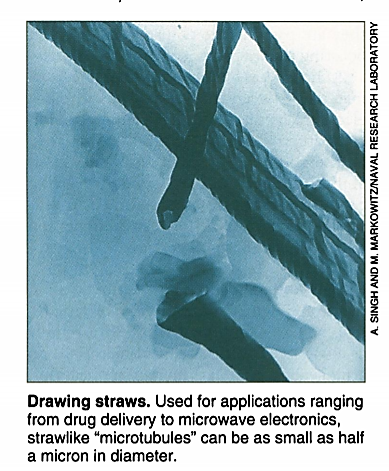 A. SINGH AND M. MARKOWITZ/NAVAL RESEARCH LABORATORY
Drawing straws. Used for applications ranging
from drug delivery to microwave electronics,
strawlike “microtubules” can be as small as half
a micron in diameter.